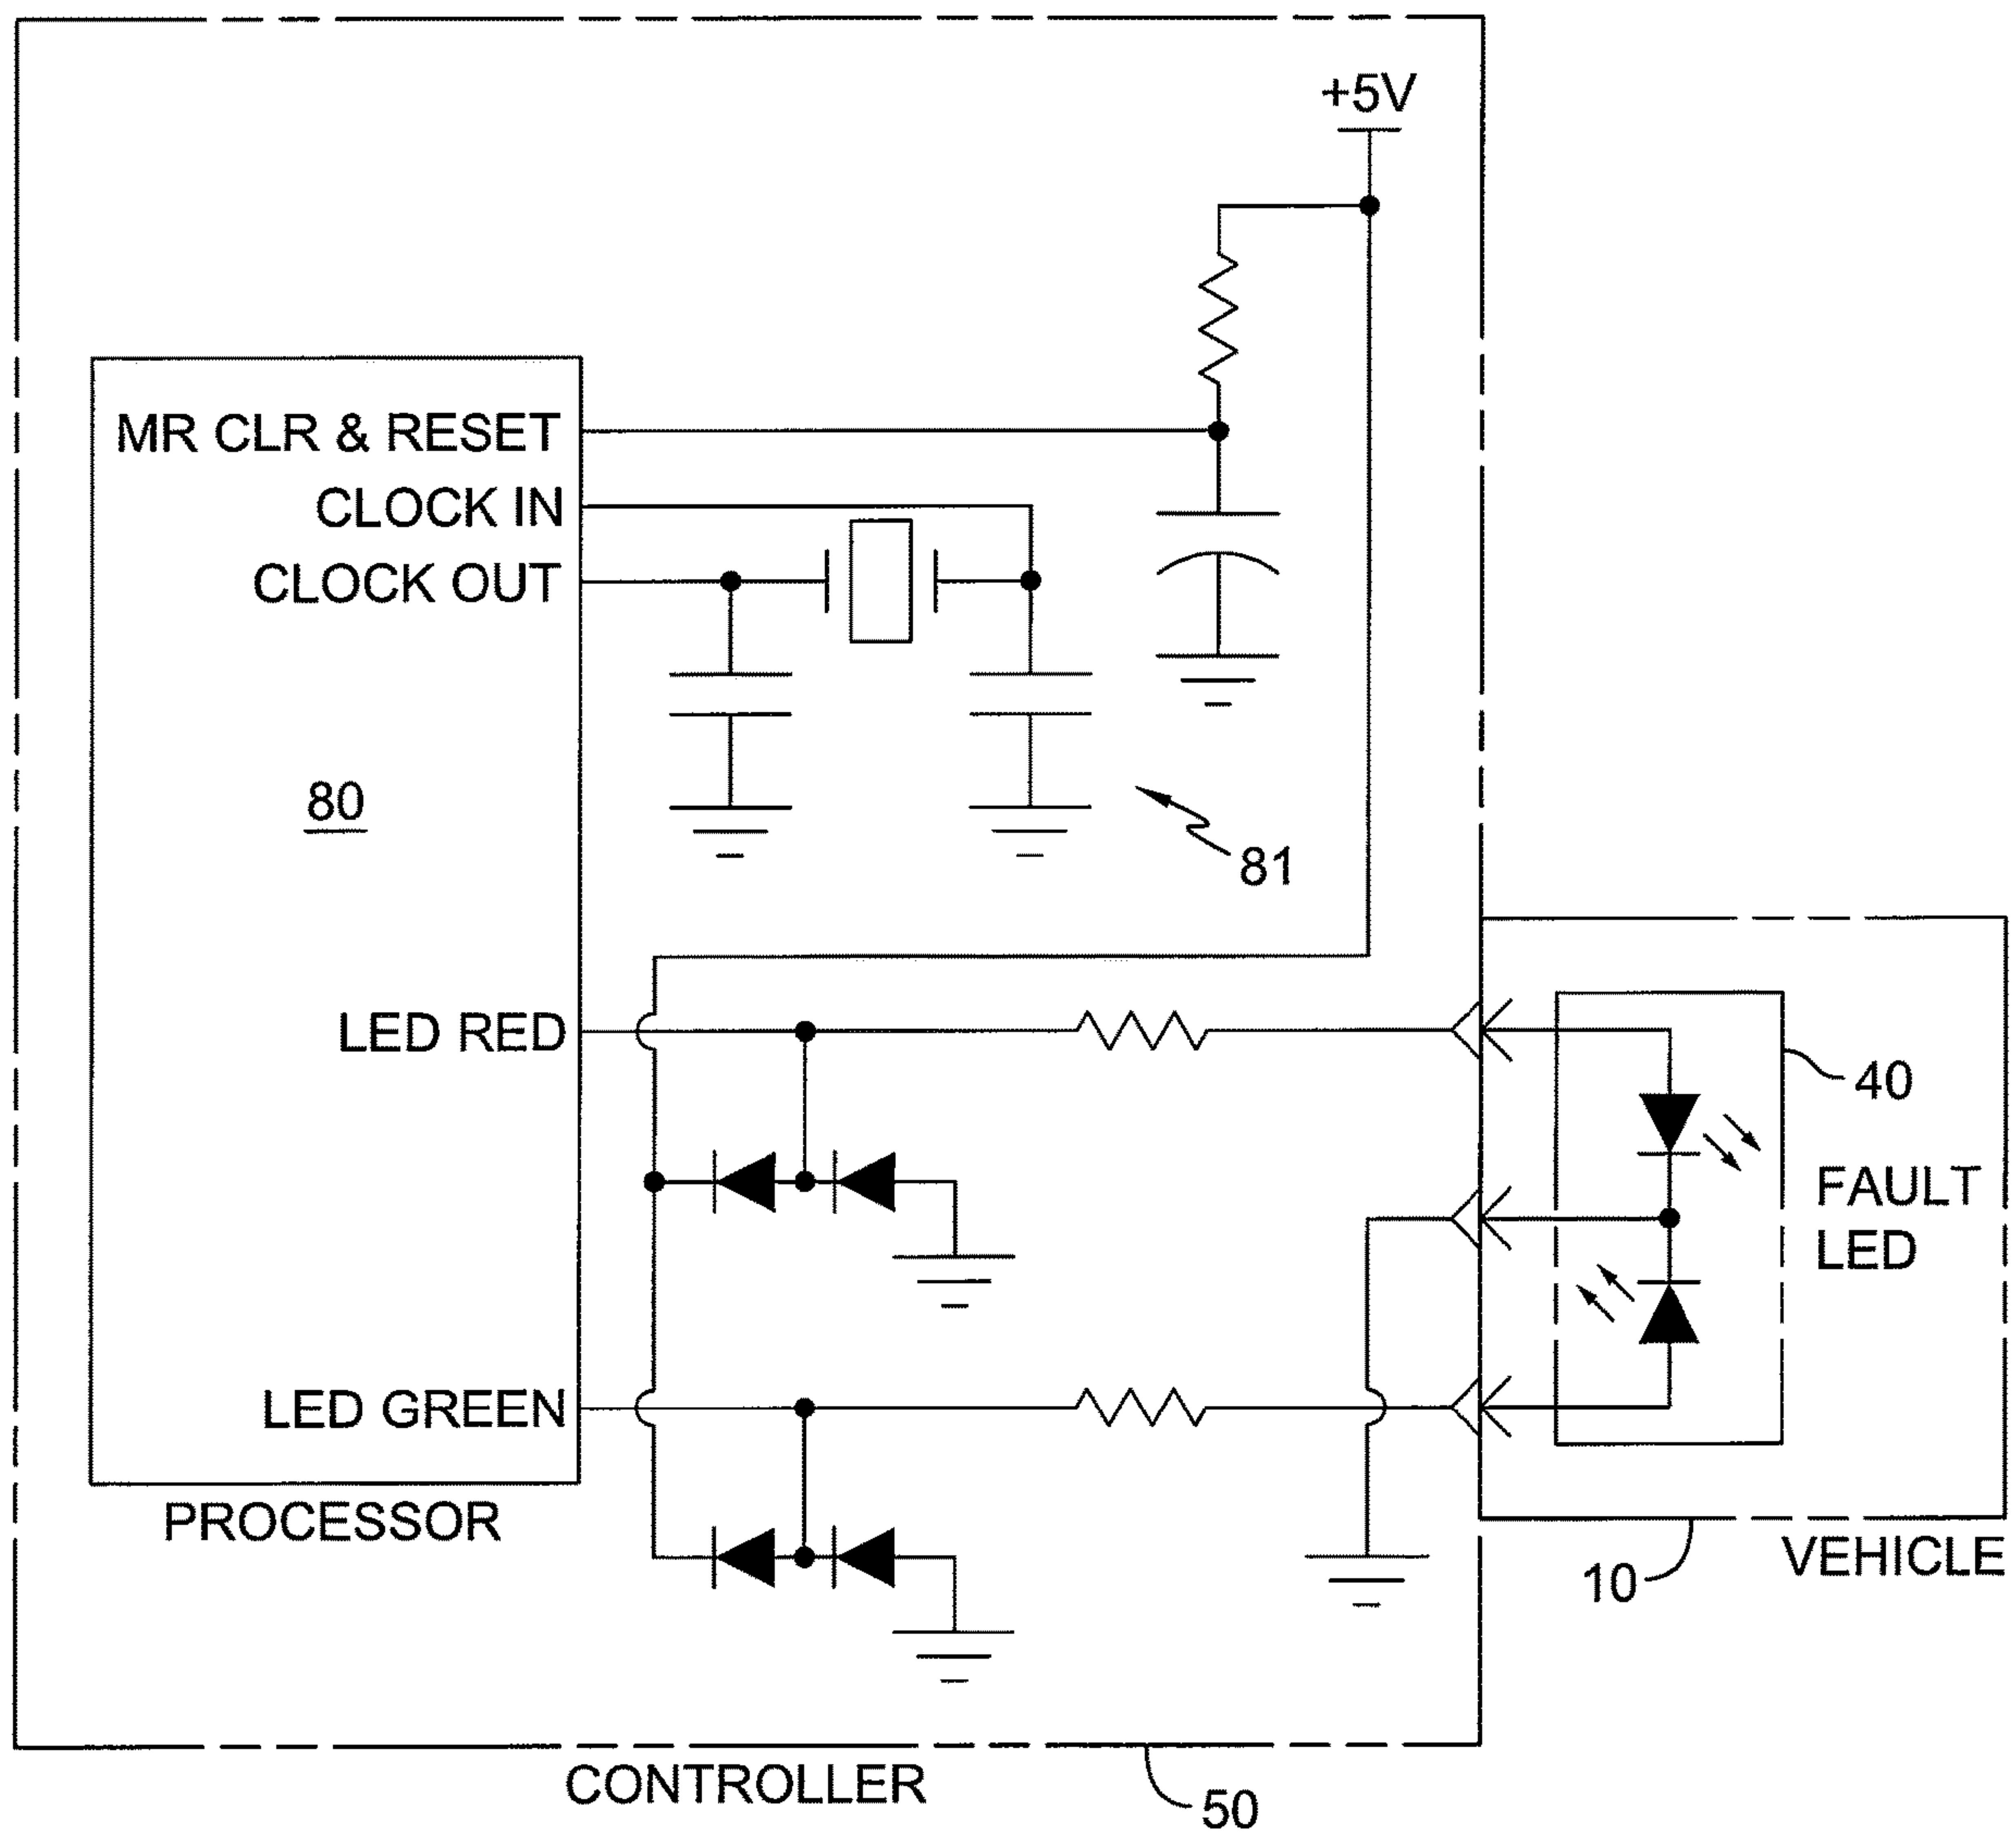 +5V
MR CLR & RESET
CLOCK IN
CLOCK OUT
80
81
LED RED
40
FAULT
LED
LED GREEN
PROCESSOR
10
VEHICLE
CONTROLLER
50